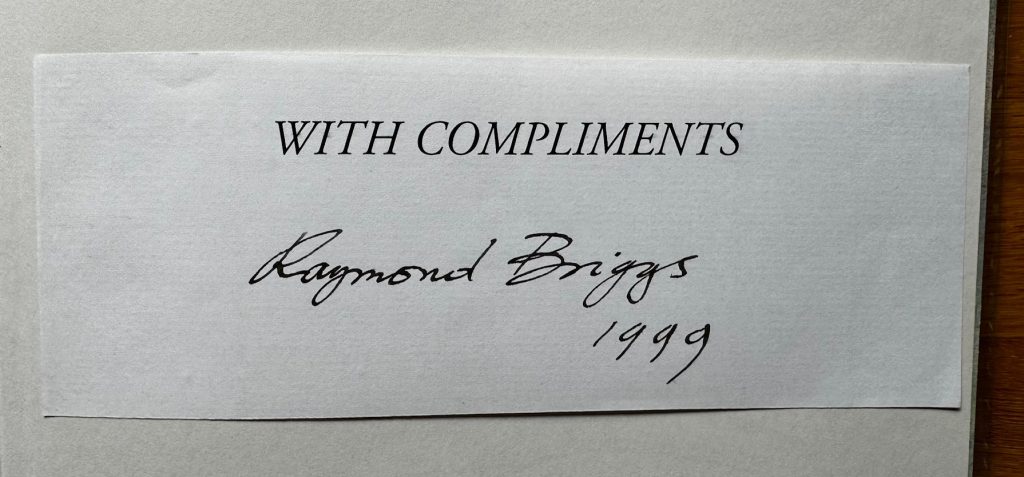 WITH COMPLIMENTS
Raymond Briggs
1999